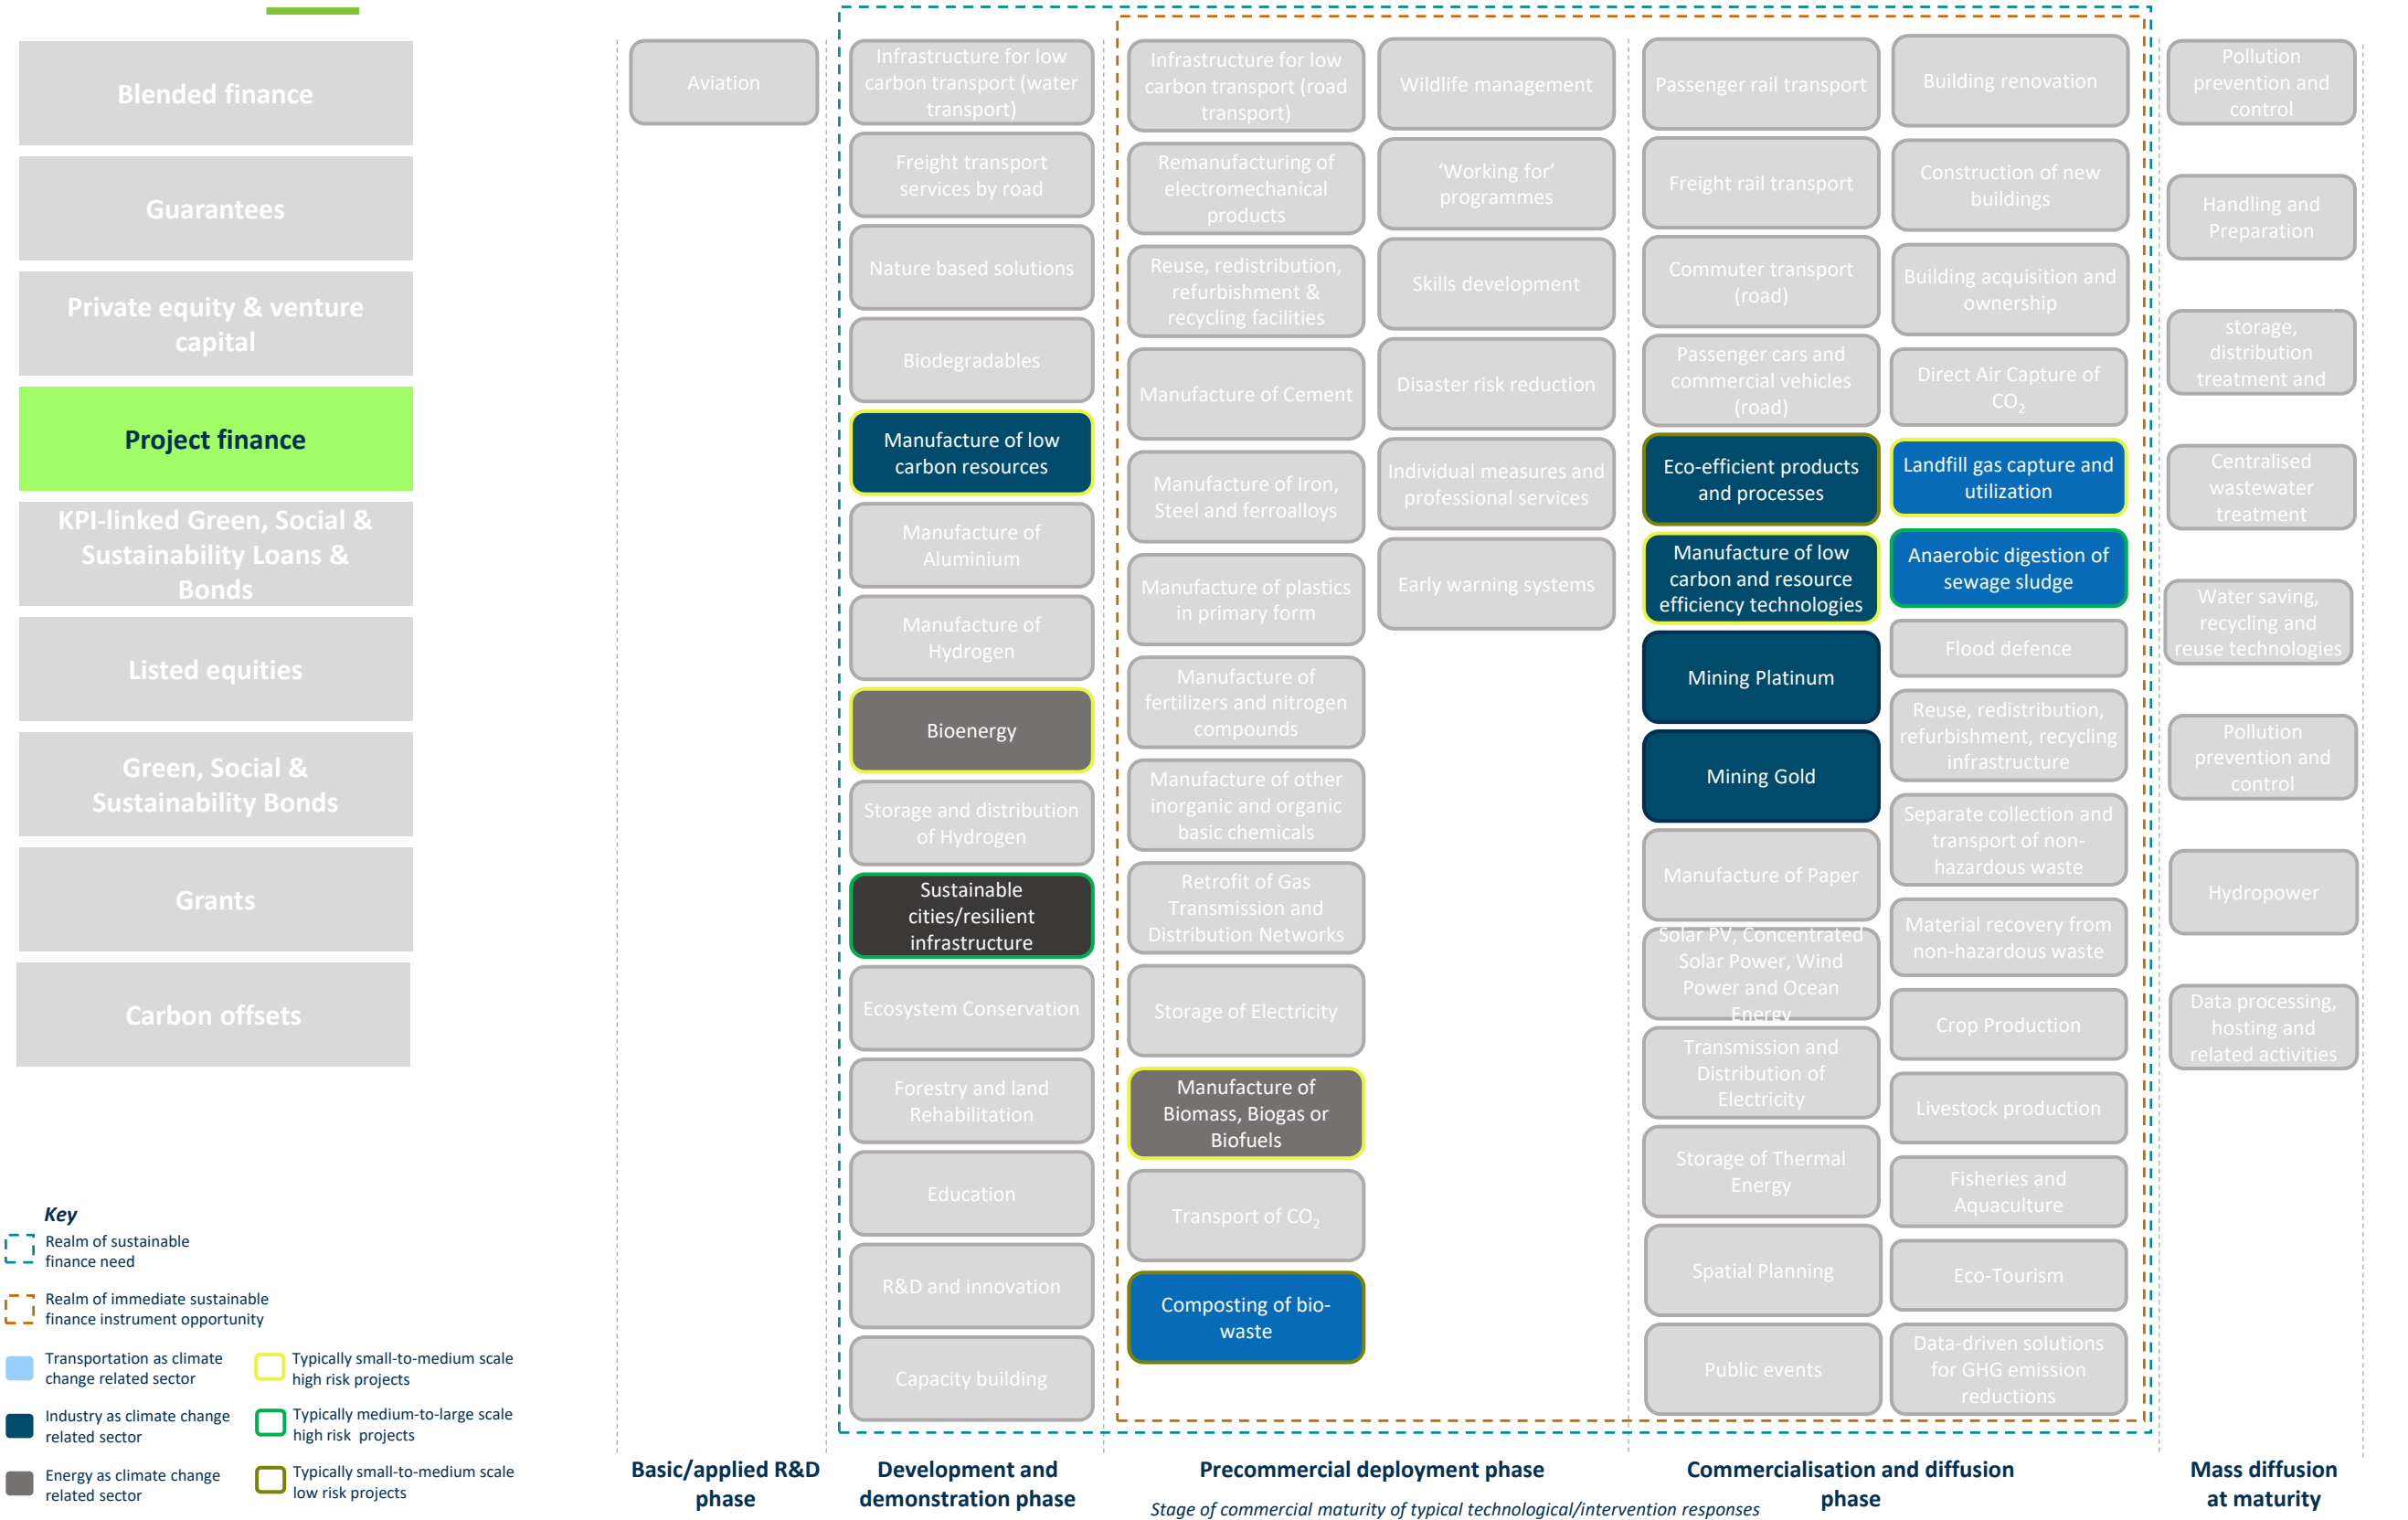 Blended finance
Guarantees
Private equity & venture
capital
Project finance
KPI-linked Green, Social &
Sustainability Loans &
Bonds
Listed equities
Green, Social &
Sustainability Bonds
Grants
Carbon offsets
Aviation
Infrastructure for low
carbon transport (water
transport)
Freight transport
services by road
Nature based solutions
Biodegradables
Manufacture of low
carbon resources
Manufacture of
Aluminium
Manufacture of
Hydrogen
Bioenergy
Storage and distribution
of Hydrogen
Sustainable
cities/resilient
infrastructure
Ecosystem Conservation
Forestry and land
Rehabilitation
Education
R&D and innovation
Capacity building
Infrastructure for low
carbon transport (road
transport)
Remanufacturing of
electromechanical
products
Reuse, redistribution,
refurbishment &
recycling facilities
Manufacture of Cement
Manufacture of Iron,
Steel and ferroalloys
Manufacture of plastics
in primary form
Manufacture of
fertilizers and nitrogen
compounds
Manufacture of other
inorganic and organic
basic chemicals
Retrofit of Gas
Transmission and
Distribution Networks
Storage of Electricity
Manufacture of
Biomass, Biogas or
Biofuels
Transport of CO₂
Composting of bio-
waste
Wildlife management
‘Working for’
programmes
Skills development
Disaster risk reduction
Individual measures and
professional services
Early warning systems
Passenger rail transport
Freight rail transport
Commuter transport
(road)
Passenger cars and
commercial vehicles
(road)
Eco-efficient products
and processes
Manufacture of low
carbon and resource
efficiency technologies
Mining Platinum
Mining Gold
Manufacture of Paper
Solar PV, Concentrated
Solar Power, Wind
Power and Ocean
Energy
Transmission and
Distribution of
Electricity
Storage of Thermal
Energy
Spatial Planning
Public events
Building renovation
Construction of new
buildings
Building acquisition and
ownership
Direct Air Capture of
CO₂
Landfill gas capture and
utilization
Anaerobic digestion of
sewage sludge
Flood defence
Reuse, redistribution,
refurbishment, recycling
infrastructure
Separate collection and
transport of non-
hazardous waste
Material recovery from
non-hazardous waste
Crop Production
Livestock production
Fisheries and
Aquaculture
Eco-Tourism
Data-driven solutions
for GHG emission
reductions
Pollution
prevention and
control
Handling and
Preparation
storage,
distribution
treatment and
Centralised
wastewater
treatment
Water saving,
recycling and
reuse technologies
Pollution
prevention and
control
Hydropower
Data processing,
hosting and
related activities
Key
Realm of sustainable
finance need
Realm of immediate sustainable
finance instrument opportunity
Transportation as climate
change related sector
Industry as climate change
related sector
Energy as climate change
related sector
Typically small-to-medium scale
high risk projects
Typically medium-to-large scale
high risk projects
Typically small-to-medium scale
low risk projects
Basic/applied R&D
phase
Development and
demonstration phase
Precommercial deployment phase
Commercialisation and diffusion
phase
Mass diffusion
at maturity
Stage of commercial maturity of typical technological/intervention responses